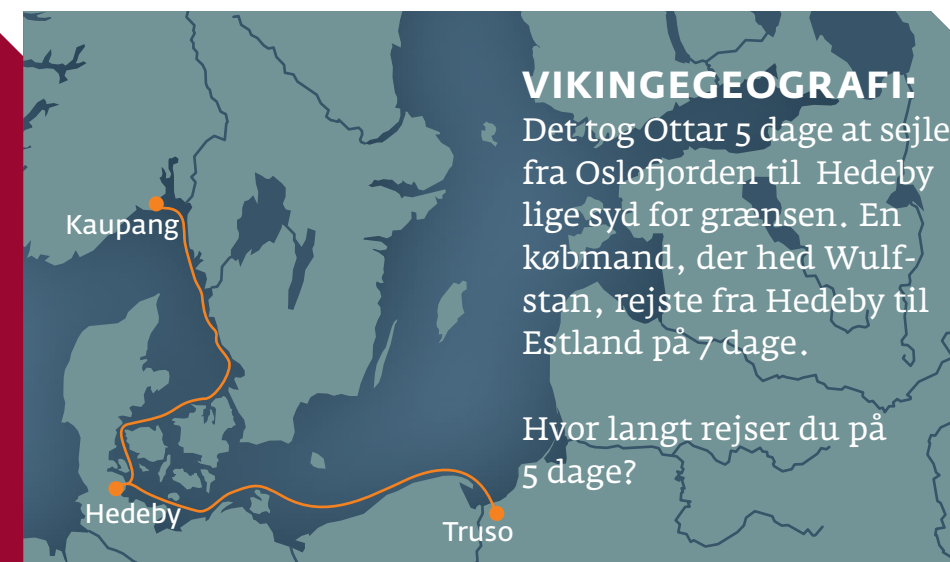 VIKINGEGEOGRAFI:
Det tog Ottar 5 dage at sejle
fra Oslofjorden til Hedeby
lige syd for grænsen. En
købmand, der hed Wulf-
stan, rejste fra Hedeby til
Estland på 7 dage.
Hvor langt rejser du på
5 dage?
Kaupang
Hedeby
Truso